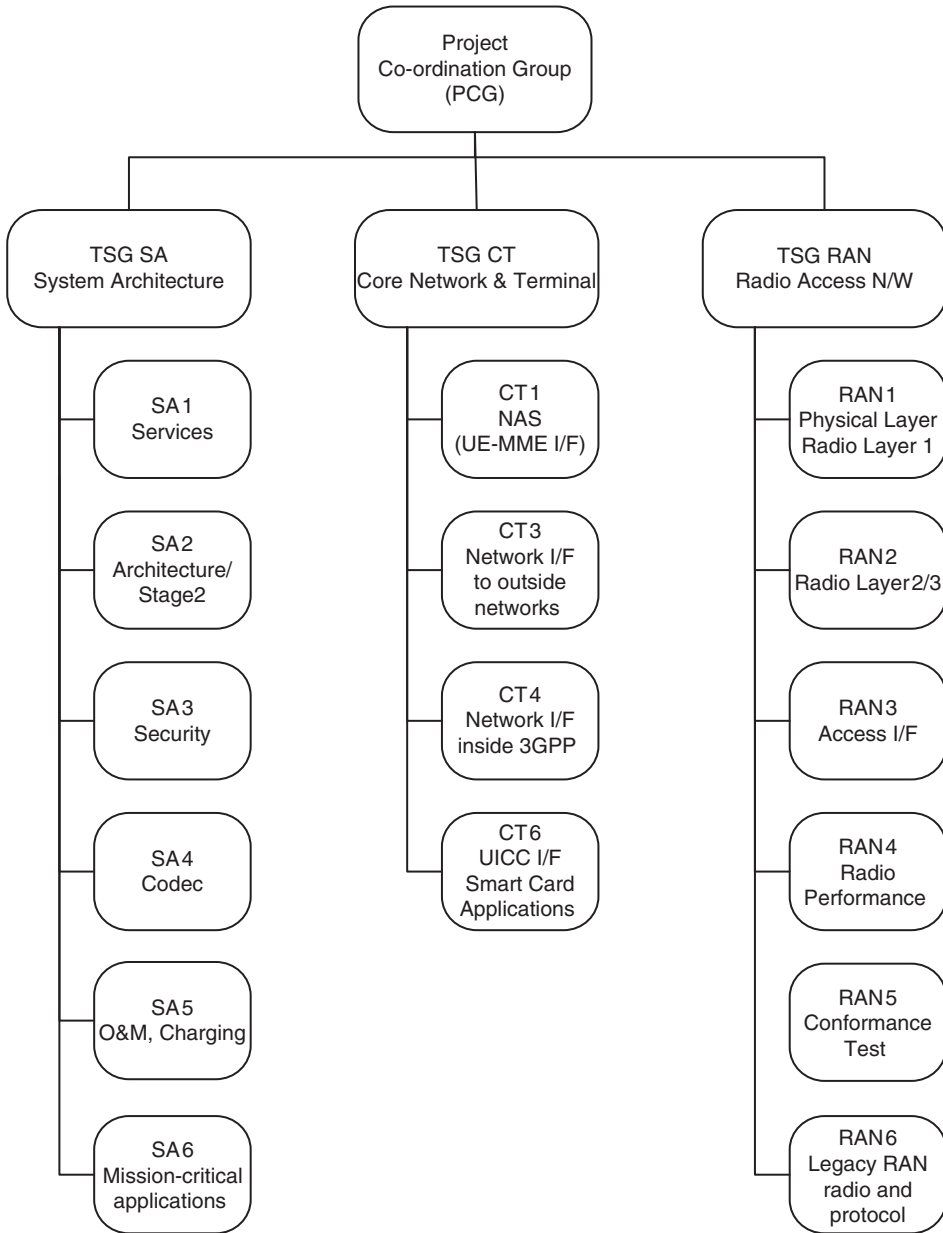 Project
Co-ordination Group
(PCG)
TSG SA
System Architecture
TSG CT
Core Network & Terminal
TSG RAN
Radio Access N/W
SA1
Services
SA2
Architecture/
Stage2
SA3
Security
SA4
Codec
SA5
O&M, Charging
SA6
Mission-critical
applications
CT1
NAS
(UE-MME I/F)
CT3
Network I/F
to outside
networks
CT4
Network I/F
inside 3GPP
CT6
UICC I/F
Smart Card
Applications
RAN1
Physical Layer
Radio Layer 1
RAN2
Radio Layer2/3
RAN3
Access I/F
RAN4
Radio
Performance
RAN5
Conformance
Test
RAN6
Legacy RAN
radio and
protocol